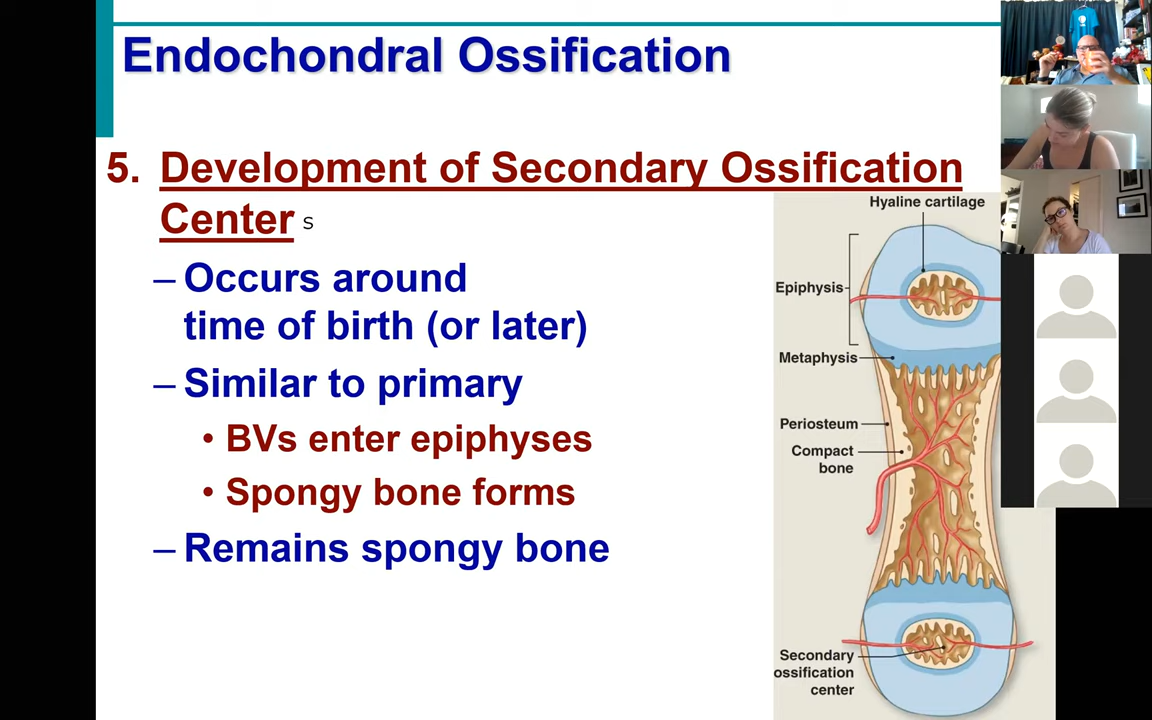 Endochondral Ossification
5. Development of Secondary Ossification
Center s
– Occurs around
time of birth (or later)
– Similar to primary
• BVs enter epiphyses
• Spongy bone forms
– Remains spongy bone
Hyaline cartilage
Epiphysis
Metaphysis
Periosteum
Compact
bone
Secondary
ossification
center